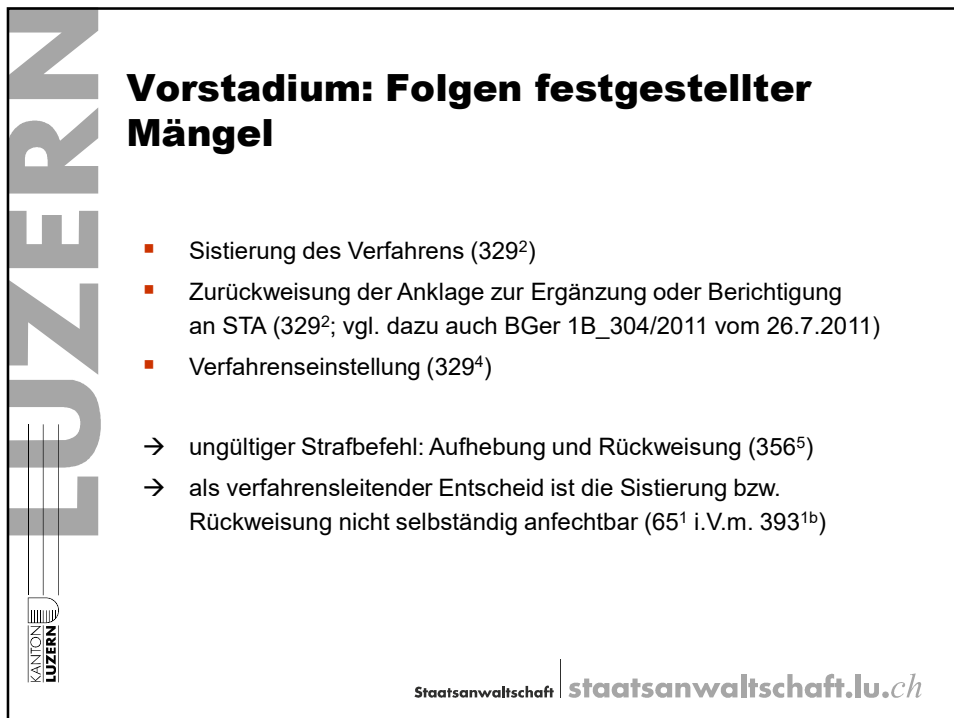 LUZERN
Vorstadium: Folgen festgestellter
Mängel
▪ Sistierung des Verfahrens (329²)
▪ Zurückweisung der Anklage zur Ergänzung oder Berichtigung
an STA (329²; vgl. dazu auch BGer 1B_304/2011 vom 26.7.2011)
▪ Verfahrenseinstellung (329⁴)
→ ungültiger Strafbefehl: Aufhebung und Rückweisung (356⁵)
→ als verfahrensleitender Entscheid ist die Sistierung bzw.
Rückweisung nicht selbständig anfechtbar (65¹ i.V.m. 393¹ᵇ)
KANTON
LUZERN
Staatsanwaltschaft staatsanwaltschaft.lu.ch